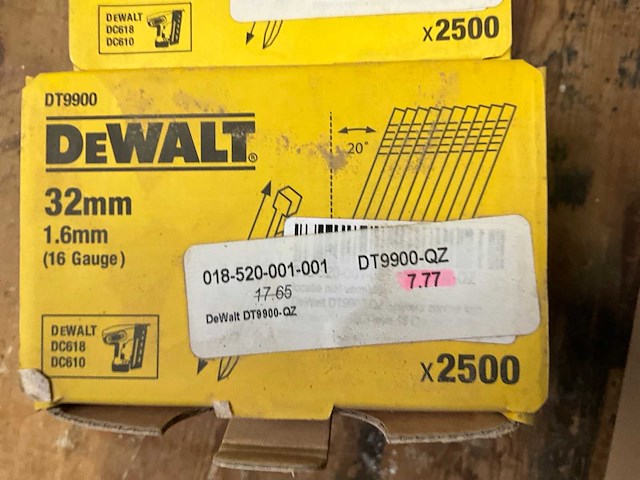 DEWALT
DC618
DC610
x2500
DT9900
DEWALT®
32mm
1.6mm
(16 Gauge)
20°
018-520-001-001 DT9900-QZ
17.65 7.77
DeWalt DT9900-QZ
DEWALT
DC618
DC610
x2500